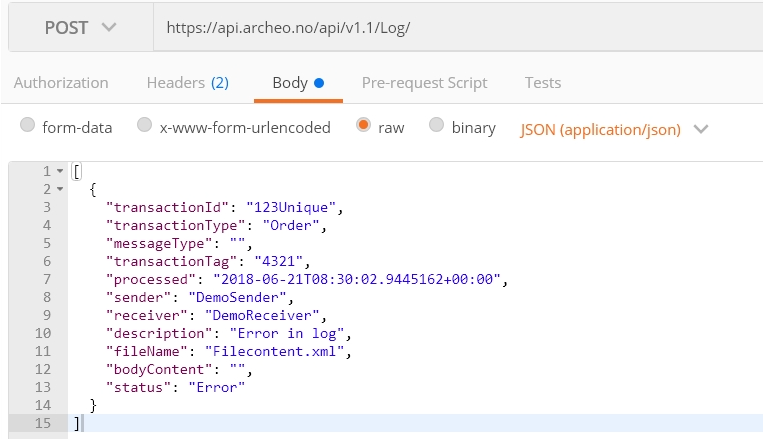 POST https://api.archeo.no/api/v1.1/Log/
Authorization Headers (2) Body Pre-request Script Tests
form-data x-www-form-urlencoded raw binary JSON (application/json)
1 [
2 {
3 "transactionId": "123Unique",
4 "transactionType": "Order",
5 "messageType": "",
6 "transactionTag": "4321",
7 "processed": "2018-06-21T08:30:02.9445162+00:00",
8 "sender": "DemoSender",
9 "receiver": "DemoReceiver",
10 "description": "Error in log",
11 "fileName": "Filecontent.xml",
12 "bodyContent": "",
13 "status": "Error"
14 }
15 ]